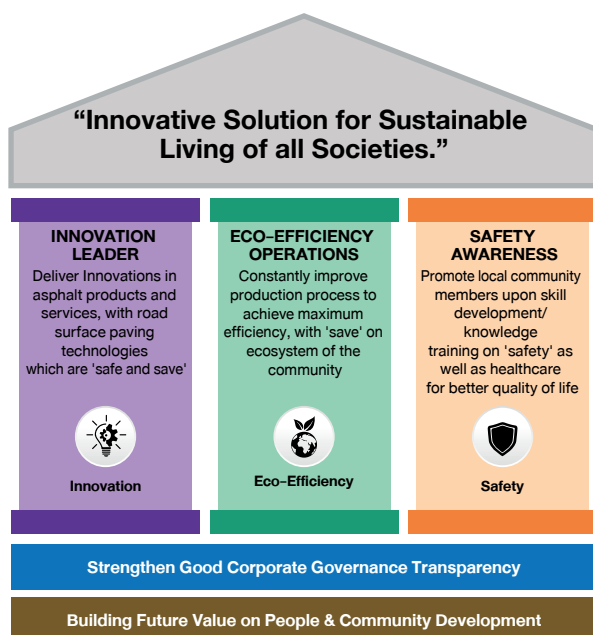 “Innovative Solution for Sustainable
Living of all Societies.”
INNOVATION
LEADER
Deliver Innovations in
asphalt products and
services, with road
surface paving
technologies
which are 'safe and save'
Innovation
ECO–EFFICIENCY
OPERATIONS
Constantly improve
production process to
achieve maximum
efficiency, with 'save' on
ecosystem of the
community
Eco–Efficiency
SAFETY
AWARENESS
Promote local community
members upon skill
development/
knowledge
training on 'safety' as
well as healthcare
for better quality of life
Safety
Strengthen Good Corporate Governance Transparency
Building Future Value on People & Community Development